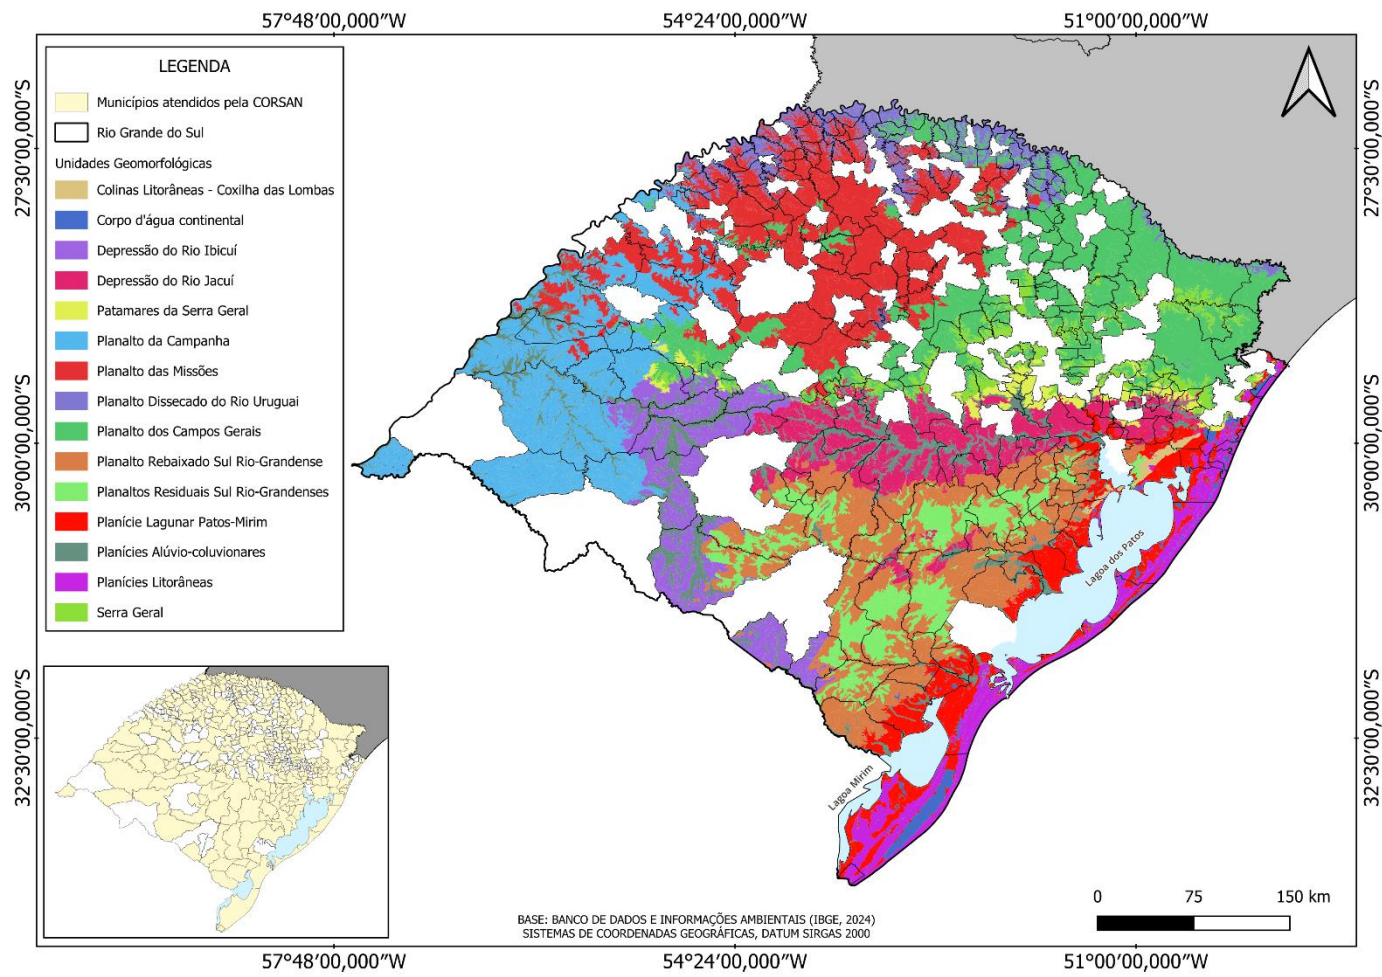 57°48′00,000″W 54°24′00,000″W 51°00′00,000″W
27°30′00,000″S
30°00′00,000″S
32°30′00,000″S
LEGENDA
Municípios atendidos pela CORSAN
Rio Grande do Sul
Unidades Geomorfológicas
Colinas Litorâneas - Coxilha das Lombas
Corpo d'água continental
Depressão do Rio Ibicuí
Depressão do Rio Jacuí
Patamares da Serra Geral
Planalto da Campanha
Planalto das Missões
Planalto Dissecado do Rio Uruguai
Planalto dos Campos Gerais
Planalto Rebaixado Sul Rio-Grandense
Planaltos Residuais Sul Rio-Grandenses
Planície Lagunar Patos-Mirim
Planícies Alúvio-coluvionares
Planícies Litorâneas
Serra Geral
Lagoa dos Patos
Lagoa Mirim
27°30′00,000″S
30°00′00,000″S
32°30′00,000″S
0 75 150 km
BASE: BANCO DE DADOS E INFORMAÇÕES AMBIENTAIS (IBGE, 2024)
SISTEMAS DE COORDENADAS GEOGRÁFICAS, DATUM SIRGAS 2000
57°48′00,000″W 54°24′00,000″W 51°00′00,000″W